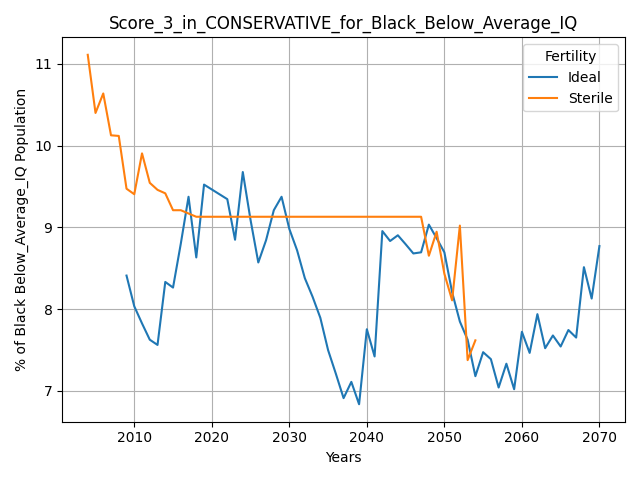 Score_3_in_CONSERVATIVE_for_Black_Below_Average_IQ
% of Black Below_Average_IQ Population
11
10
9
8
7
Fertility
Ideal
Sterile
2010 2020 2030 2040 2050 2060 2070
Years